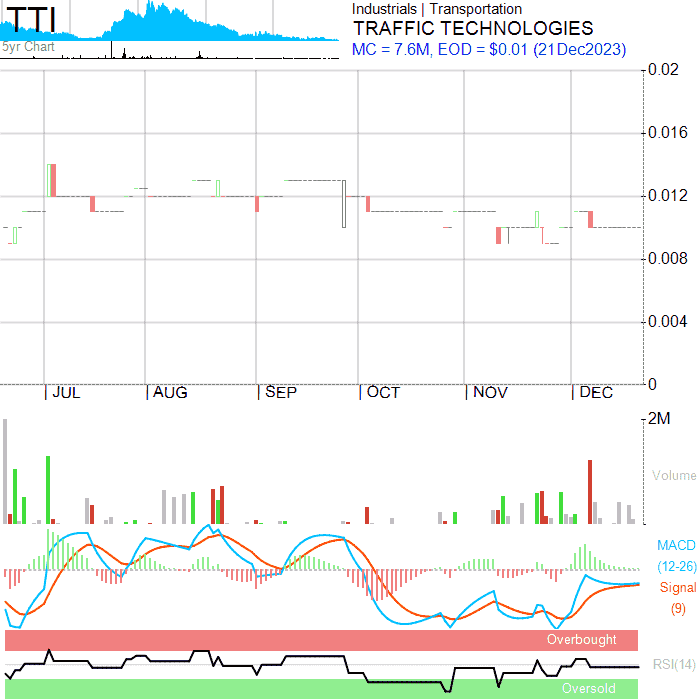 TTI
5yr Chart
Industrials | Transportation
TRAFFIC TECHNOLOGIES
MC = 7.6M, EOD = $0.01 (21Dec2023)
0.02
0.016
0.012
0.008
0.004
0
JUL AUG SEP OCT NOV DEC
2M
Volume
MACD
(12-26)
Signal
(9)
Overbought
RSI(14)
Oversold